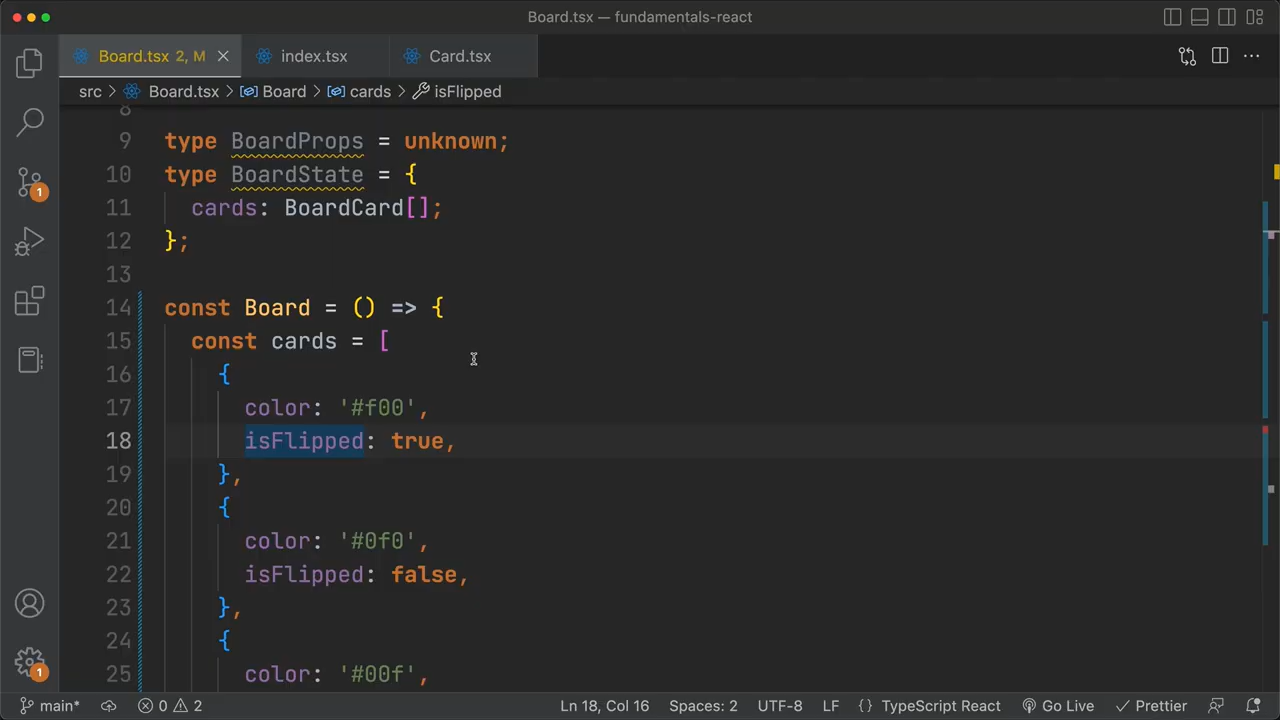 Board.tsx — fundamentals-react
Board.tsx 2, M
index.tsx
Card.tsx
src > Board.tsx > Board > cards > isFlipped
8
9 type BoardProps = unknown;
10 type BoardState = {
11 cards: BoardCard[];
12 };
13
14 const Board = () => {
15 const cards = [
16 {
17 color: '#f00',
18 isFlipped: true,
19 },
20 {
21 color: '#0f0',
22 isFlipped: false,
23 },
24 {
25 color: '#00f',
1
1
main* 0 2 Ln 18, Col 16 Spaces: 2 UTF-8 LF {} TypeScript React Go Live Prettier